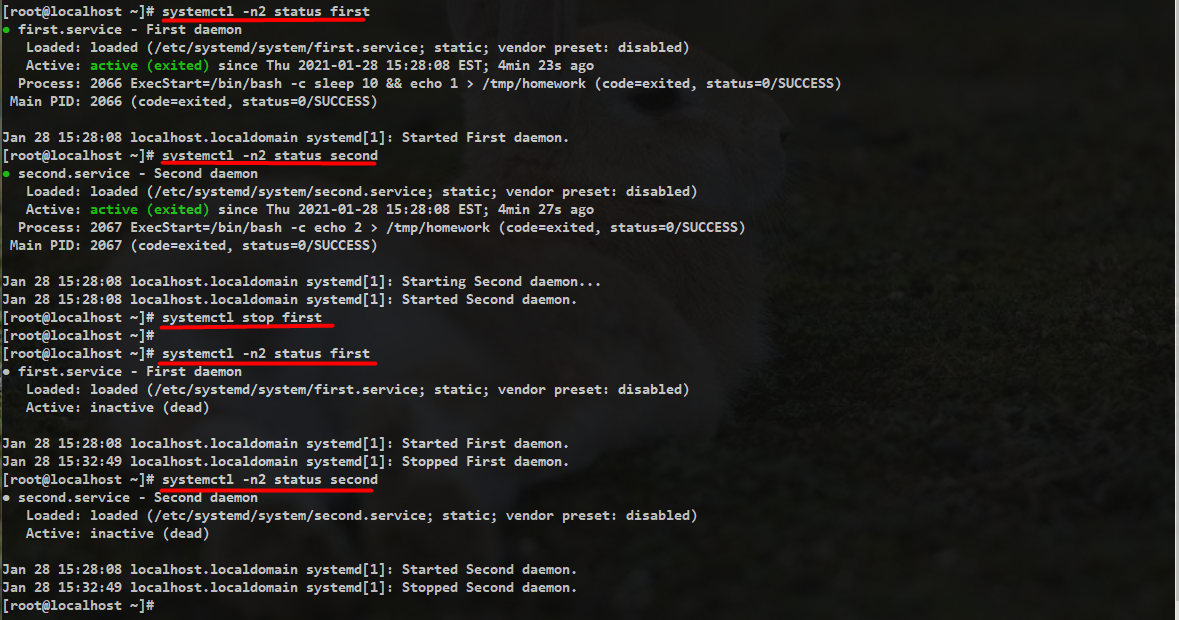 [root@localhost ~]# systemctl -n2 status first
● first.service - First daemon
   Loaded: loaded (/etc/systemd/system/first.service; static; vendor preset: disabled)
   Active: active (exited) since Thu 2021-01-28 15:28:08 EST; 4min 23s ago
  Process: 2066 ExecStart=/bin/bash -c sleep 10 && echo 1 > /tmp/homework (code=exited, status=0/SUCCESS)
 Main PID: 2066 (code=exited, status=0/SUCCESS)

Jan 28 15:28:08 localhost.localdomain systemd[1]: Started First daemon.
[root@localhost ~]# systemctl -n2 status second
● second.service - Second daemon
   Loaded: loaded (/etc/systemd/system/second.service; static; vendor preset: disabled)
   Active: active (exited) since Thu 2021-01-28 15:28:08 EST; 4min 27s ago
  Process: 2067 ExecStart=/bin/bash -c echo 2 > /tmp/homework (code=exited, status=0/SUCCESS)
 Main PID: 2067 (code=exited, status=0/SUCCESS)

Jan 28 15:28:08 localhost.localdomain systemd[1]: Starting Second daemon...
Jan 28 15:28:08 localhost.localdomain systemd[1]: Started Second daemon.
[root@localhost ~]# systemctl stop first
[root@localhost ~]#
[root@localhost ~]# systemctl -n2 status first
● first.service - First daemon
   Loaded: loaded (/etc/systemd/system/first.service; static; vendor preset: disabled)
   Active: inactive (dead)

Jan 28 15:28:08 localhost.localdomain systemd[1]: Started First daemon.
Jan 28 15:32:49 localhost.localdomain systemd[1]: Stopped First daemon.
[root@localhost ~]# systemctl -n2 status second
● second.service - Second daemon
   Loaded: loaded (/etc/systemd/system/second.service; static; vendor preset: disabled)
   Active: inactive (dead)

Jan 28 15:28:08 localhost.localdomain systemd[1]: Started Second daemon.
Jan 28 15:32:49 localhost.localdomain systemd[1]: Stopped Second daemon.
[root@localhost ~]#